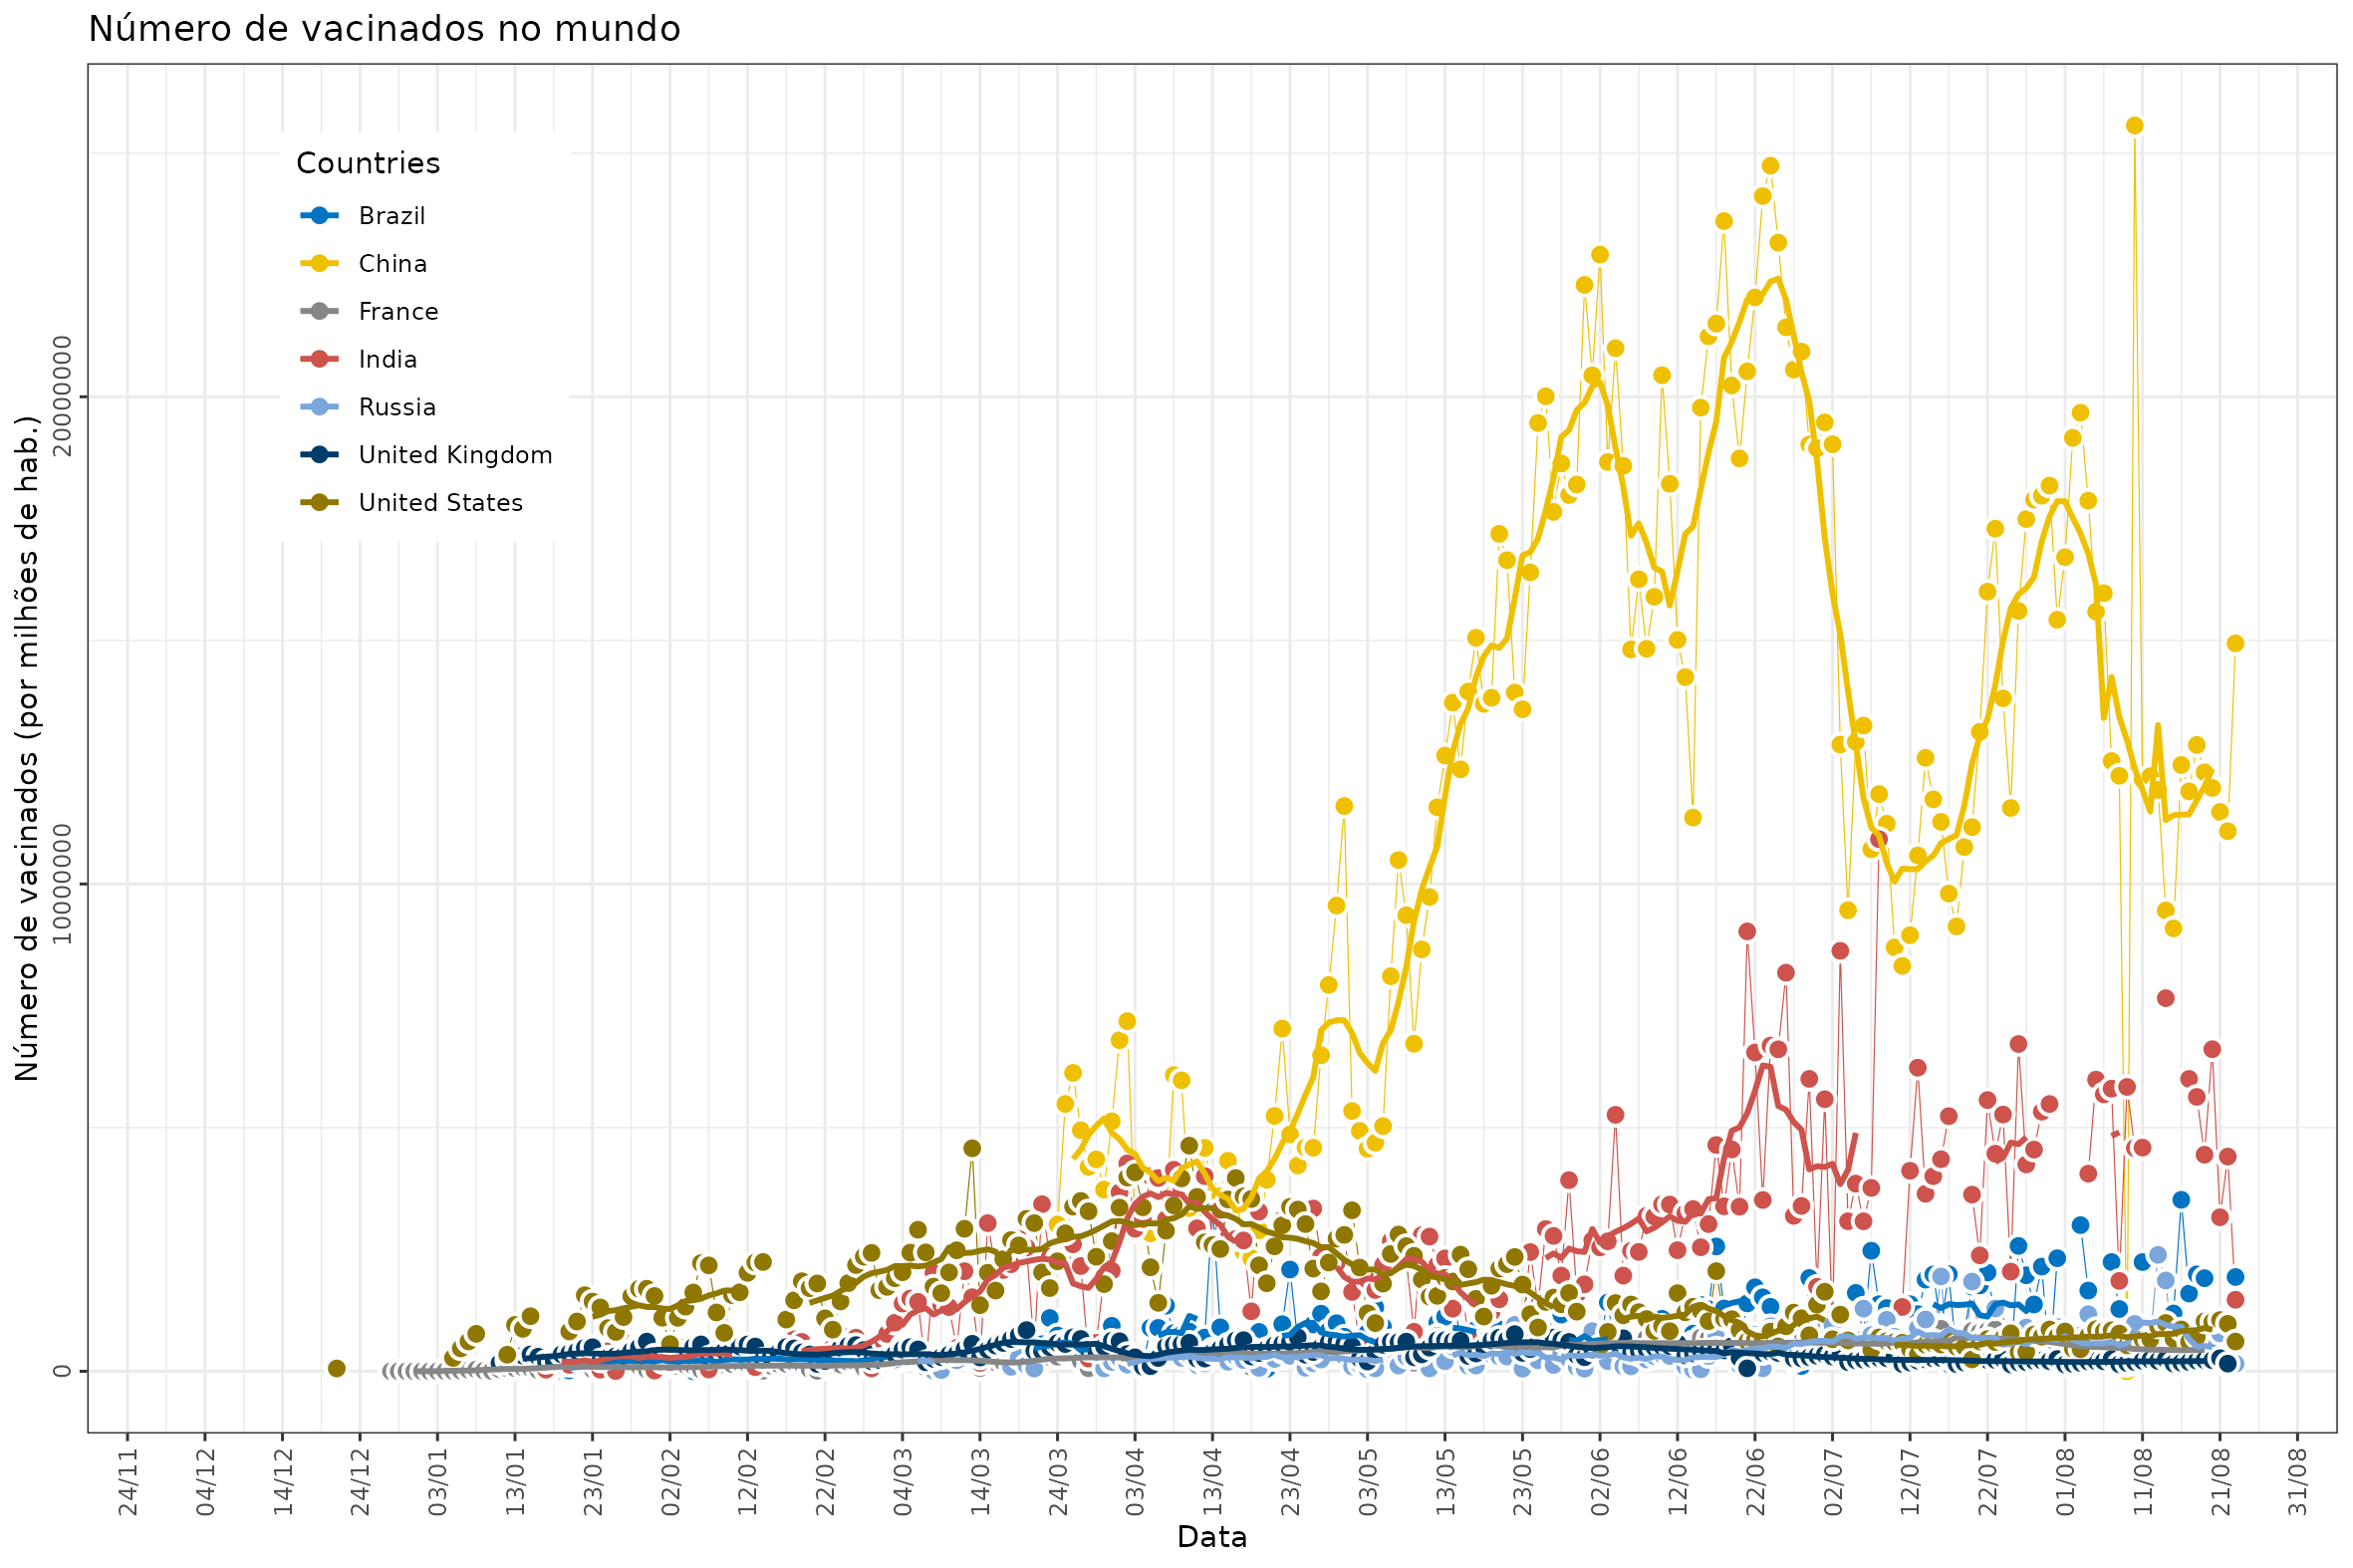 Número de vacinados no mundo
Número de vacinados (por milhões de hab.)
20000000
10000000
0
Countries
Brazil
China
France
India
Russia
United Kingdom
United States
24/11 04/12 14/12 24/12 03/01 13/01 23/01 02/02 12/02 22/02 04/03 14/03 24/03 03/04 13/04 23/04 03/05 13/05 23/05 02/06 12/06 22/06 02/07 12/07 22/07 01/08 11/08 21/08 31/08
Data